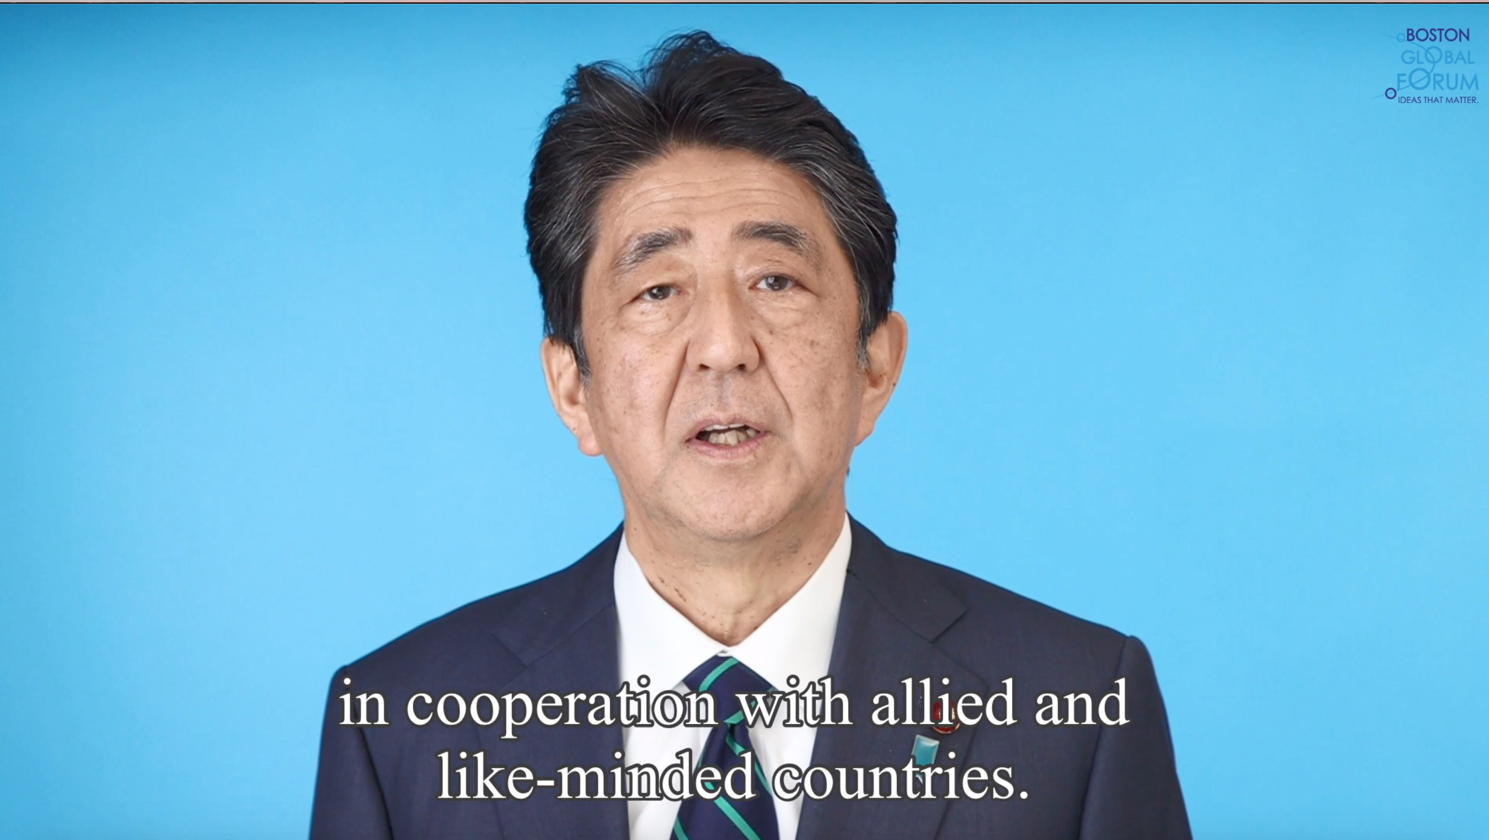 BOSTON
GLOBAL
FORUM
IDEAS THAT MATTER.
in cooperation with allied and
like-minded countries.